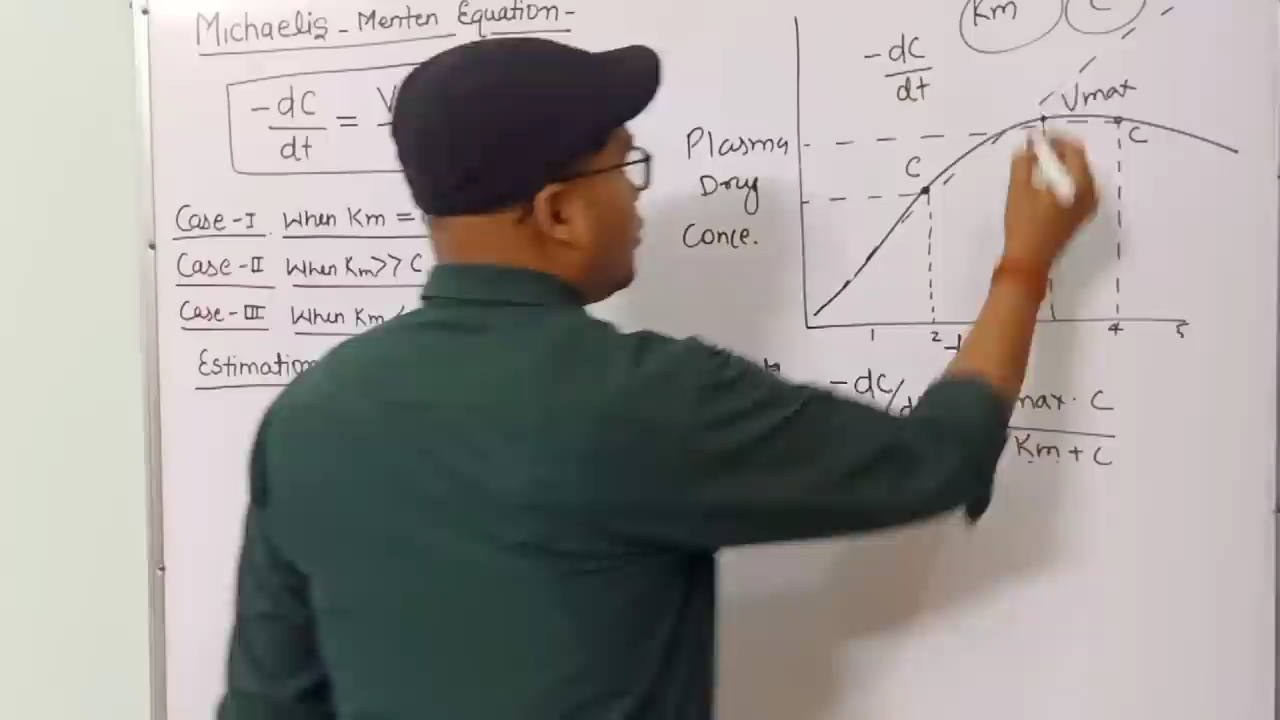 Michaelis - Menten Equation -
-dC/dt = V
Case-I. When Km =
Case-II When Km>>C
Case-III When Km
Estimation
Km C
-dC/dt
Vmax
Plasma
Drug
Conc.
C
C
1 2 4 5
-dC/d max. C
Km + C